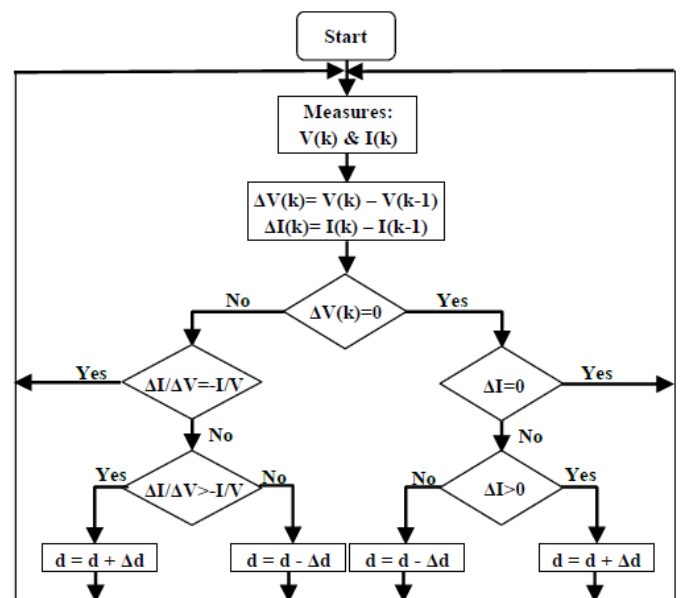 Start
Measures:
V(k) & I(k)
ΔV(k)= V(k) – V(k-1)
ΔI(k)= I(k) – I(k-1)
No
Yes
ΔV(k)=0
Yes
ΔI/ΔV=-I/V
ΔI=0
Yes
No
No
Yes
ΔI/ΔV>-I/V
No
No
ΔI>0
Yes
d = d + Δd
d = d - Δd
d = d - Δd
d = d + Δd